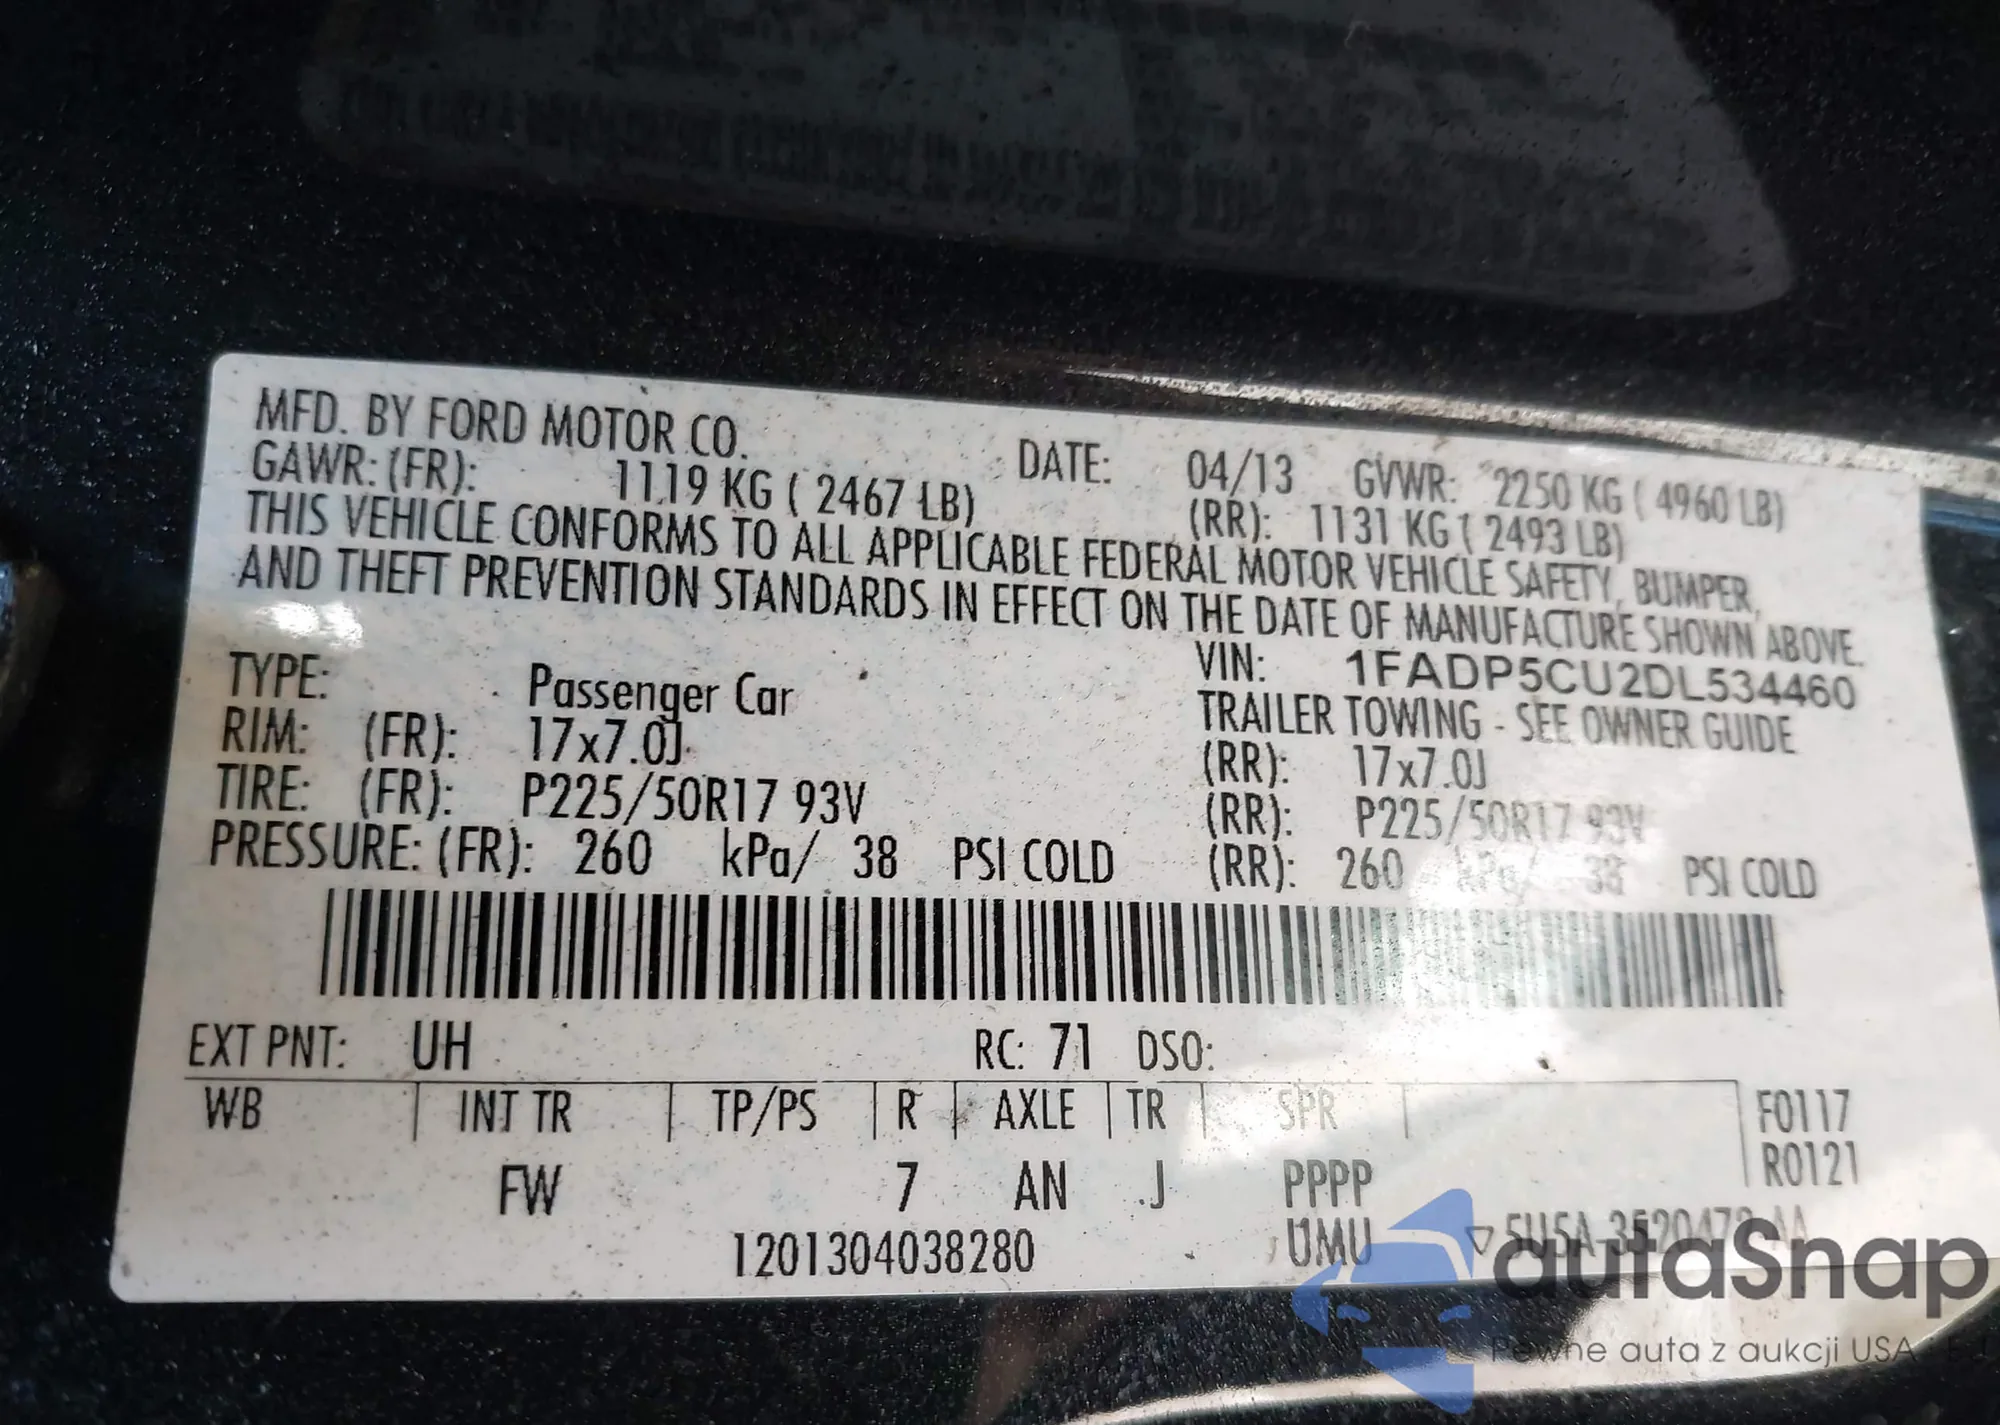 MFD. BY FORD MOTOR CO.
DATE: 04/13 GVWR: 2250 KG ( 4960 LB)
GAWR: (FR): 1119 KG ( 2467 LB) (RR): 1131 KG ( 2493 LB)
THIS VEHICLE CONFORMS TO ALL APPLICABLE FEDERAL MOTOR VEHICLE SAFETY, BUMPER,
AND THEFT PREVENTION STANDARDS IN EFFECT ON THE DATE OF MANUFACTURE SHOWN ABOVE.
VIN: 1FADP5CU2DL534460
TYPE: Passenger Car TRAILER TOWING - SEE OWNER GUIDE
RIM: (FR): 17x7.0J (RR): 17x7.0J
TIRE: (FR): P225/50R17 93V (RR): P225/50R17 93V
PRESSURE: (FR): 260 kPa/ 38 PSI COLD (RR): 260 kPa/ 38 PSI COLD
EXT PNT: UH RC: 71 DSO:
WB INT TR TP/PS R AXLE TR SPR F0117
R0121
FW 7 AN J PPPP
1201304038280 UMU
autaSnap
Pewne auta z aukcji USA